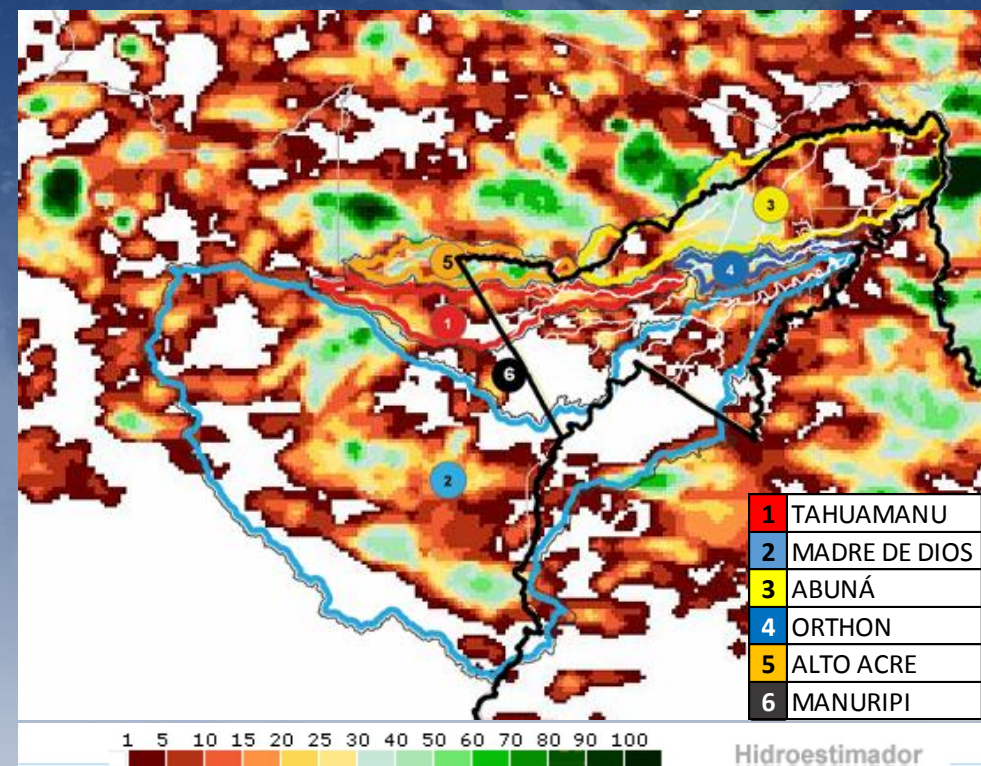 3
5
4
1
6
2
1 TAHUAMANU
2 MADRE DE DIOS
3 ABUNÁ
4 ORTHON
5 ALTO ACRE
6 MANURIPI
1 5 10 15 20 25 30 40 50 60 70 80 90 100
Hidroestimador